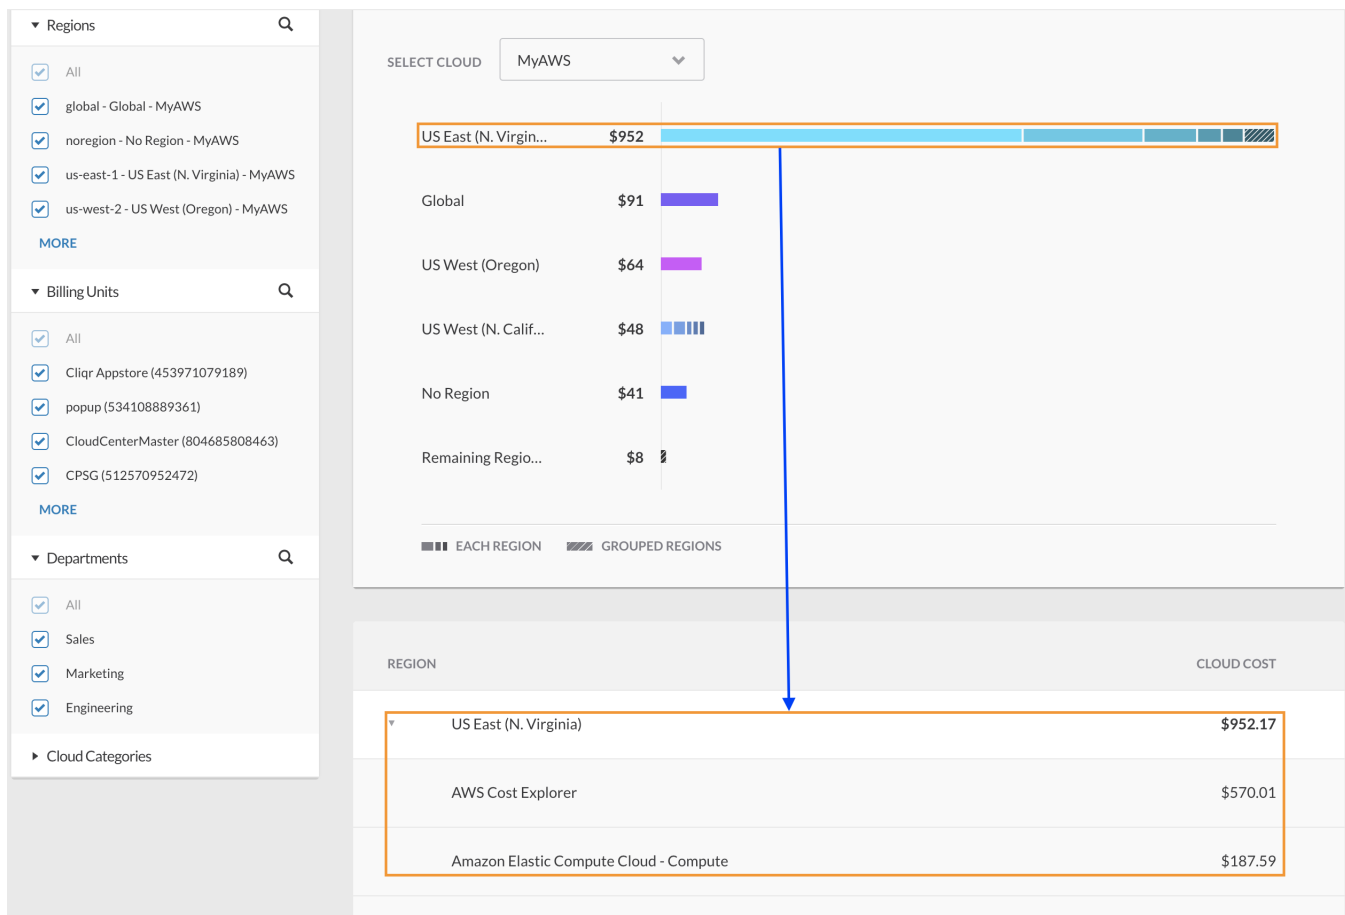 Regions
All
global - Global - MyAWS
noregion - No Region - MyAWS
us-east-1 - US East (N. Virginia) - MyAWS
us-west-2 - US West (Oregon) - MyAWS
MORE
Billing Units
All
Cliqr Appstore (453971079189)
popup (534108889361)
CloudCenterMaster (804685808463)
CPSG (512570952472)
MORE
Departments
All
Sales
Marketing
Engineering
Cloud Categories
SELECT CLOUD MyAWS
US East (N. Virgin... $952
Global $91
US West (Oregon) $64
US West (N. Calif... $48
No Region $41
Remaining Regio... $8
EACH REGION GROUPED REGIONS
REGION CLOUD COST
US East (N. Virginia) $952.17
AWS Cost Explorer $570.01
Amazon Elastic Compute Cloud - Compute $187.59